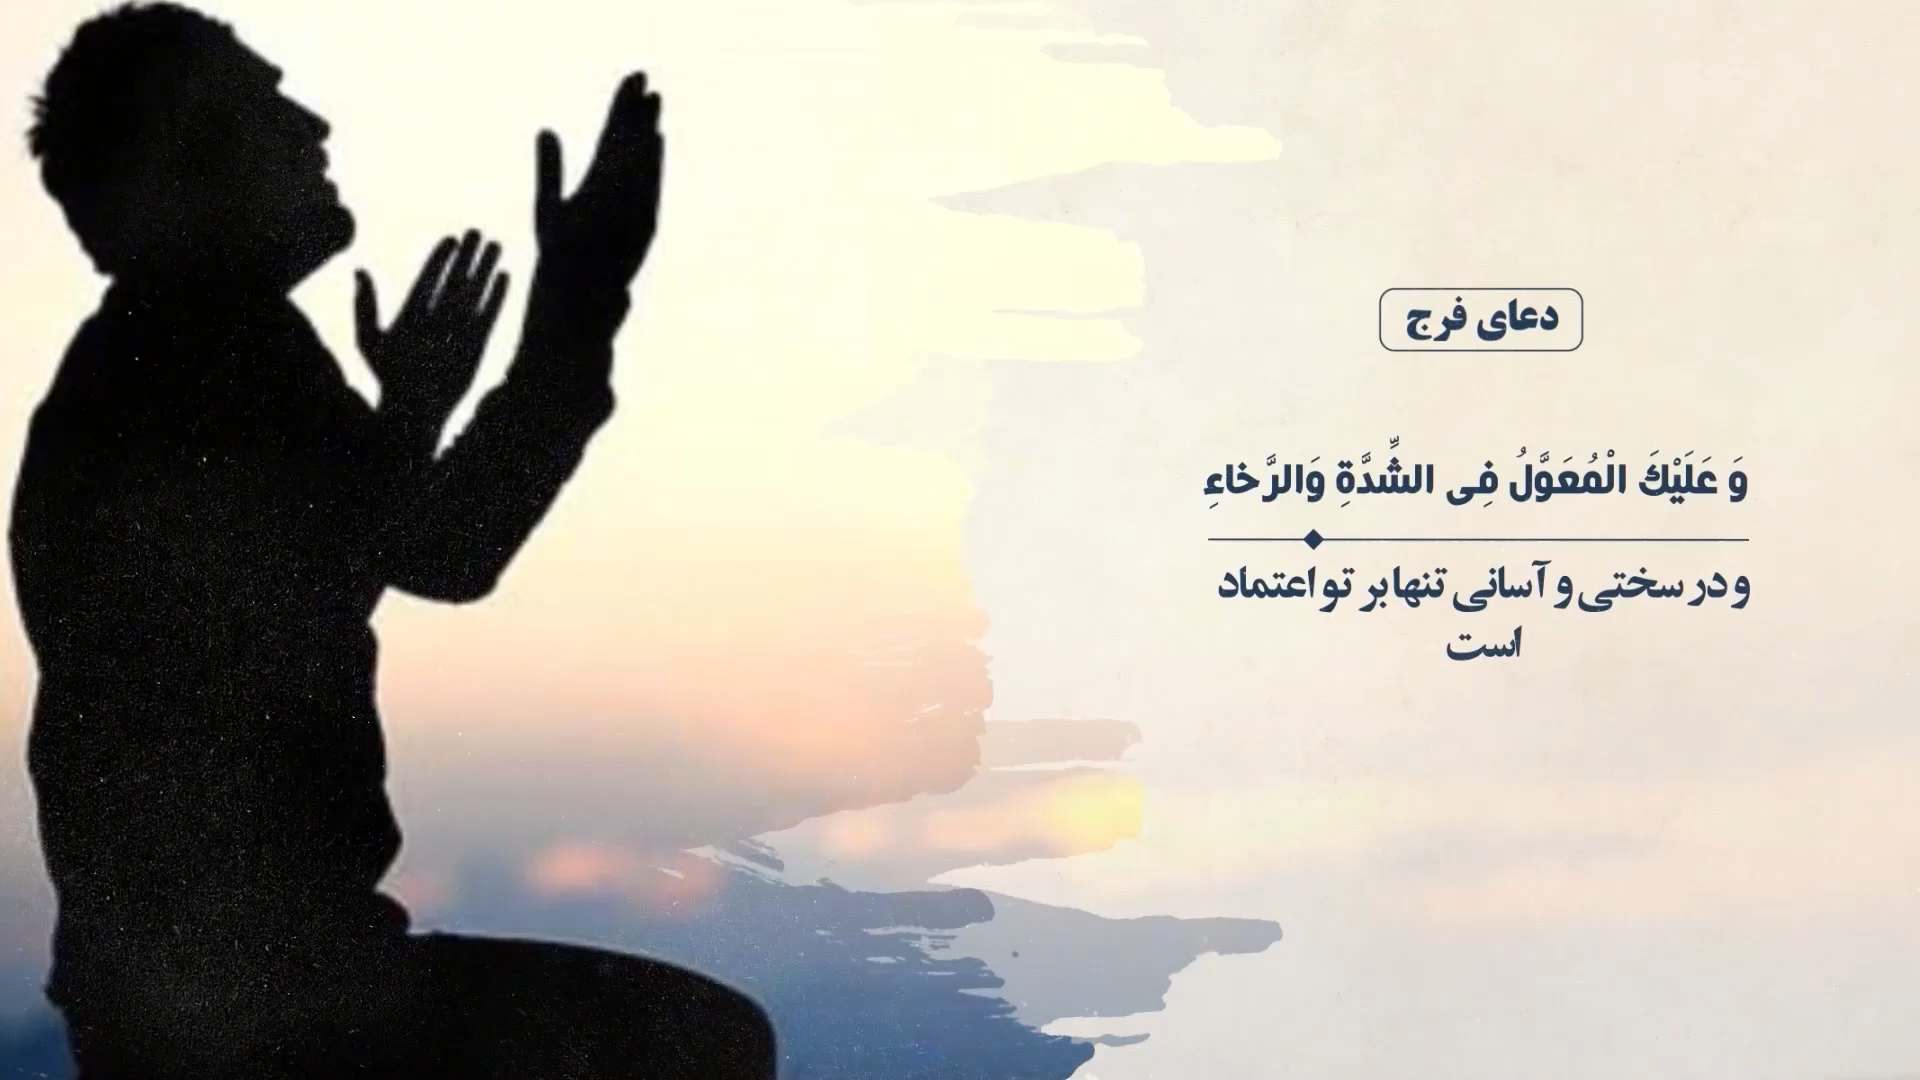 دعای فرج
وَ عَلَيْكَ الْمُعَوَّلُ فِی الشِّدَّةِ وَالرَّخاءِ
و در سختی و آسانی تنها بر تو اعتماد
است